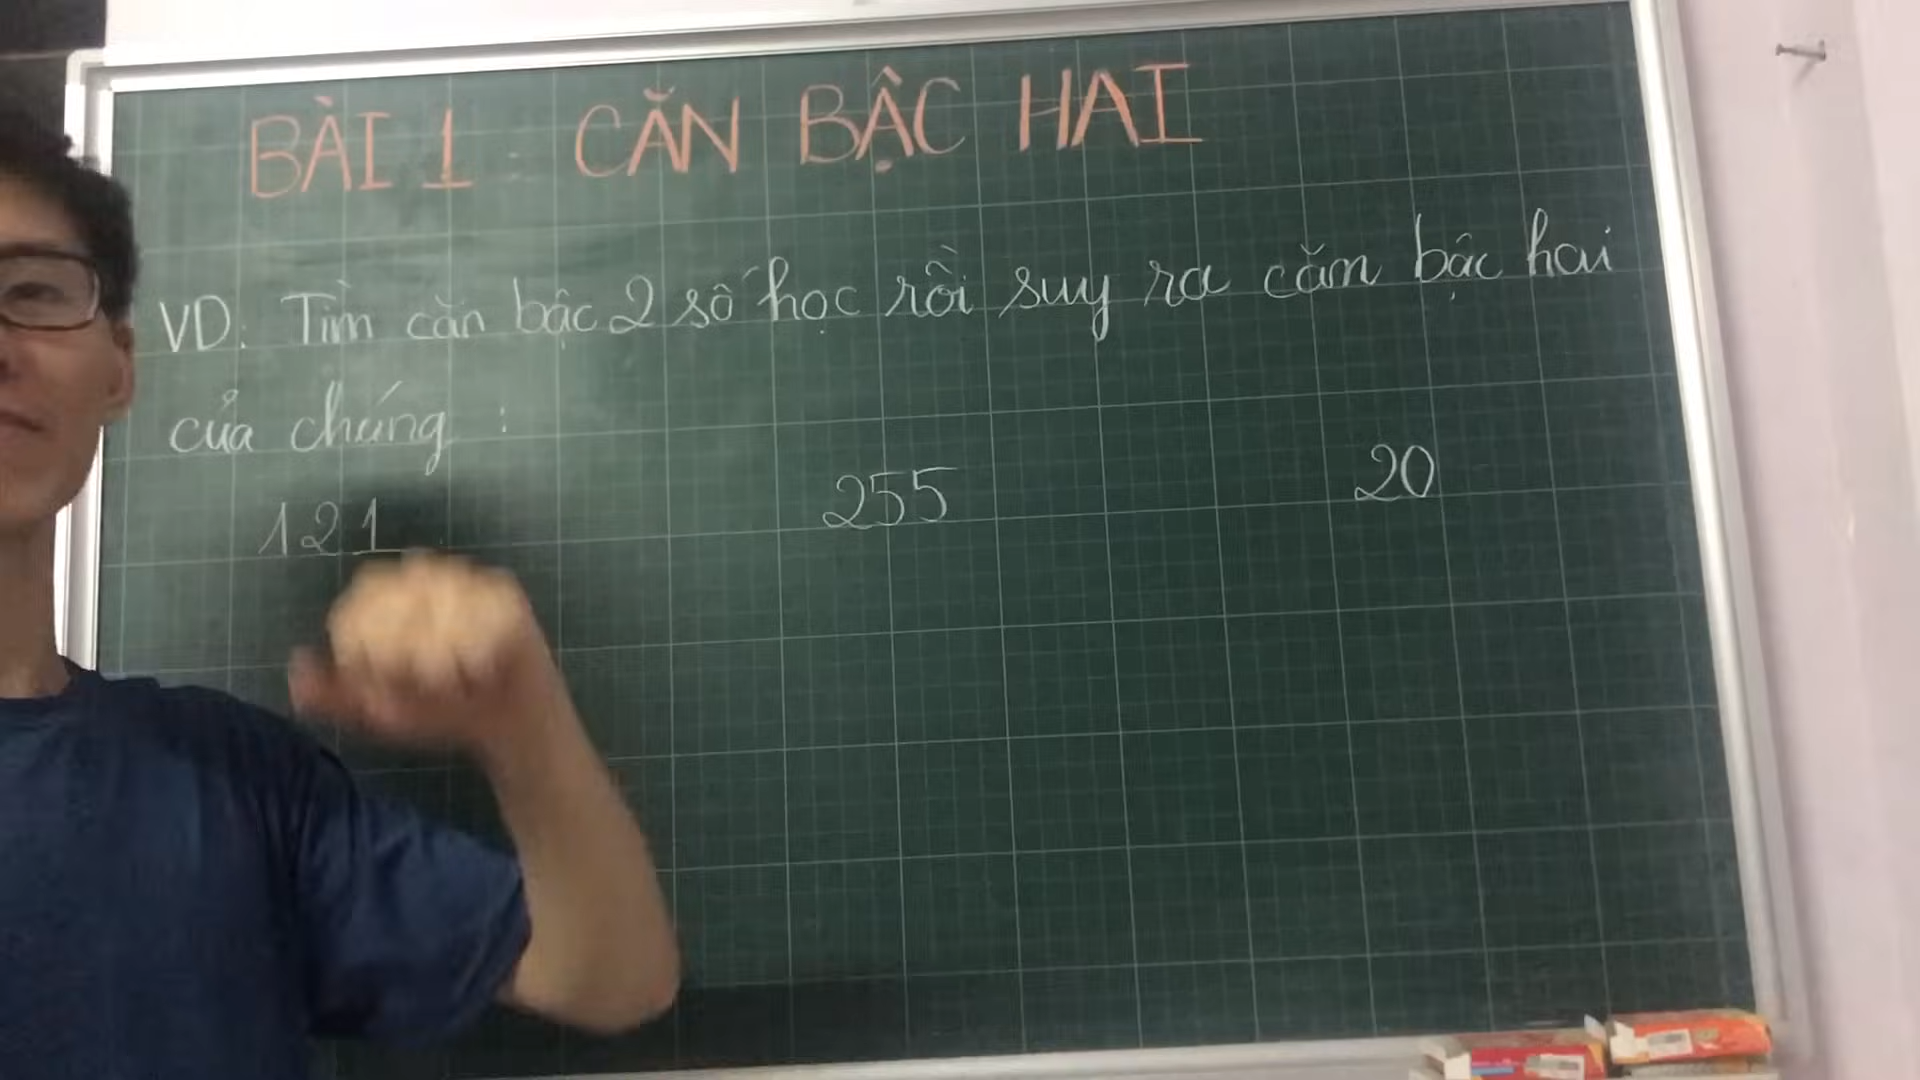 BÀI 1 CĂN BẬC HAI
VD: Tìm căn bậc 2 số học rồi suy ra căn bậc hai
của chúng :
121 255 20